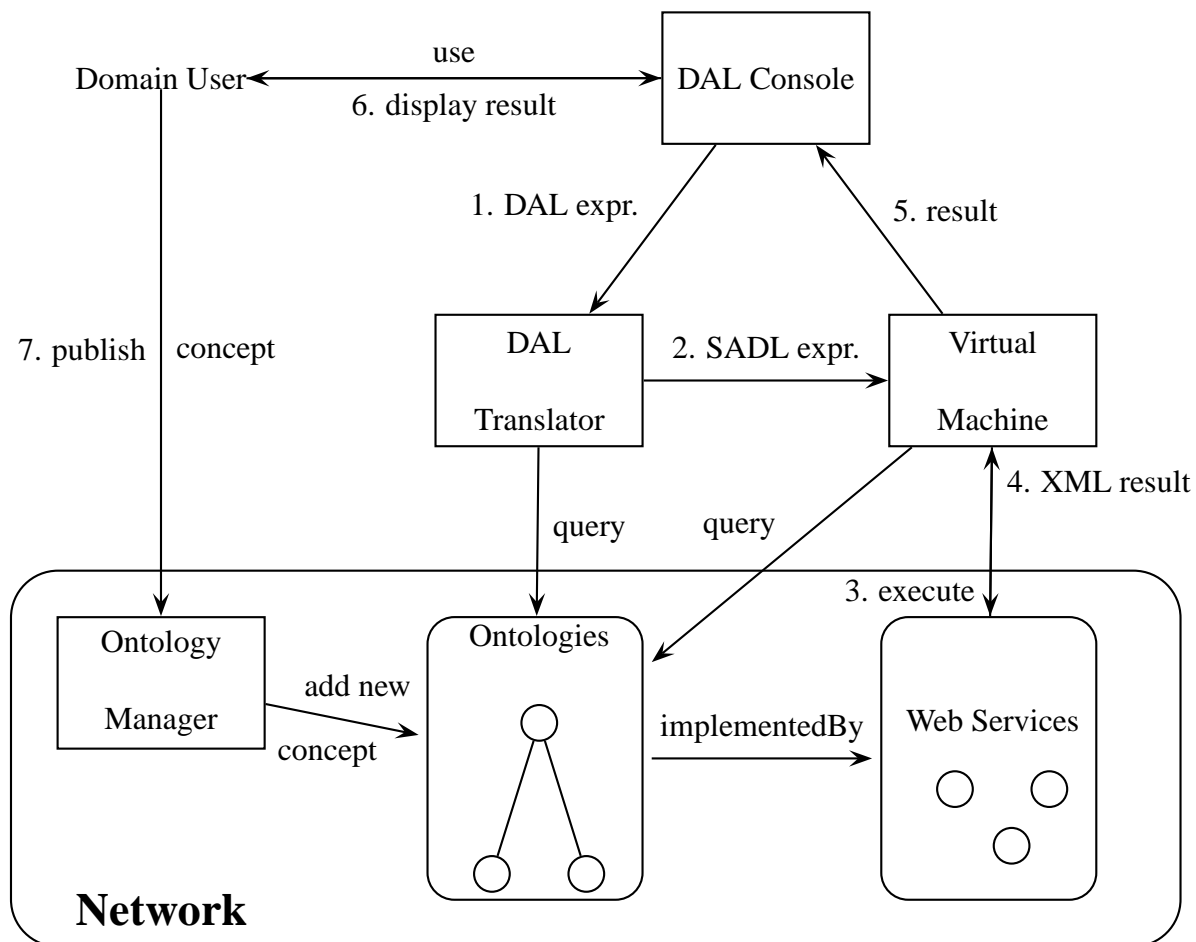 use
Domain User
DAL Console
6. display result
1. DAL expr.
5. result
DAL
Translator
2. SADL expr.
Virtual
Machine
7. publish
concept
4. XML result
query
query
3. execute
Ontology
Manager
Ontologies
add new
concept
implementedBy
Web Services
Network